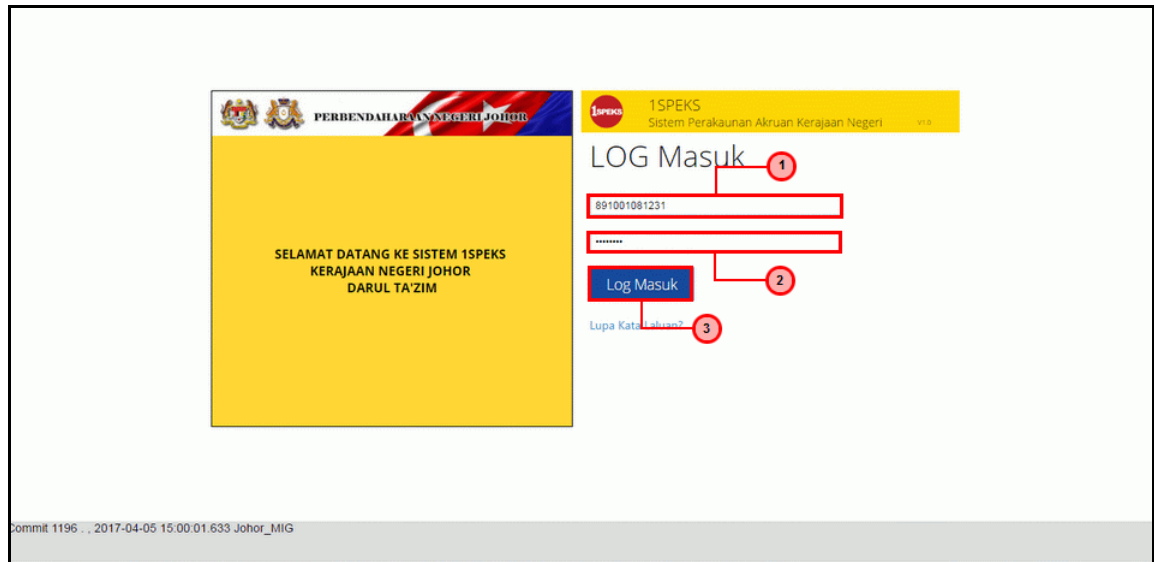 PERBENDAHARAAN NEGERI JOHOR
SELAMAT DATANG KE SISTEM 1SPEKS
KERAJAAN NEGERI JOHOR
DARUL TA'ZIM
1SPEKS
1SPEKS
Sistem Perakaunan Akruan Kerajaan Negeri V1.0
LOG Masuk
1
891001081231
••••••••
2
Log Masuk
Lupa Kata Laluan?
3
Commit 1196 . , 2017-04-05 15:00:01.633 Johor_MIG